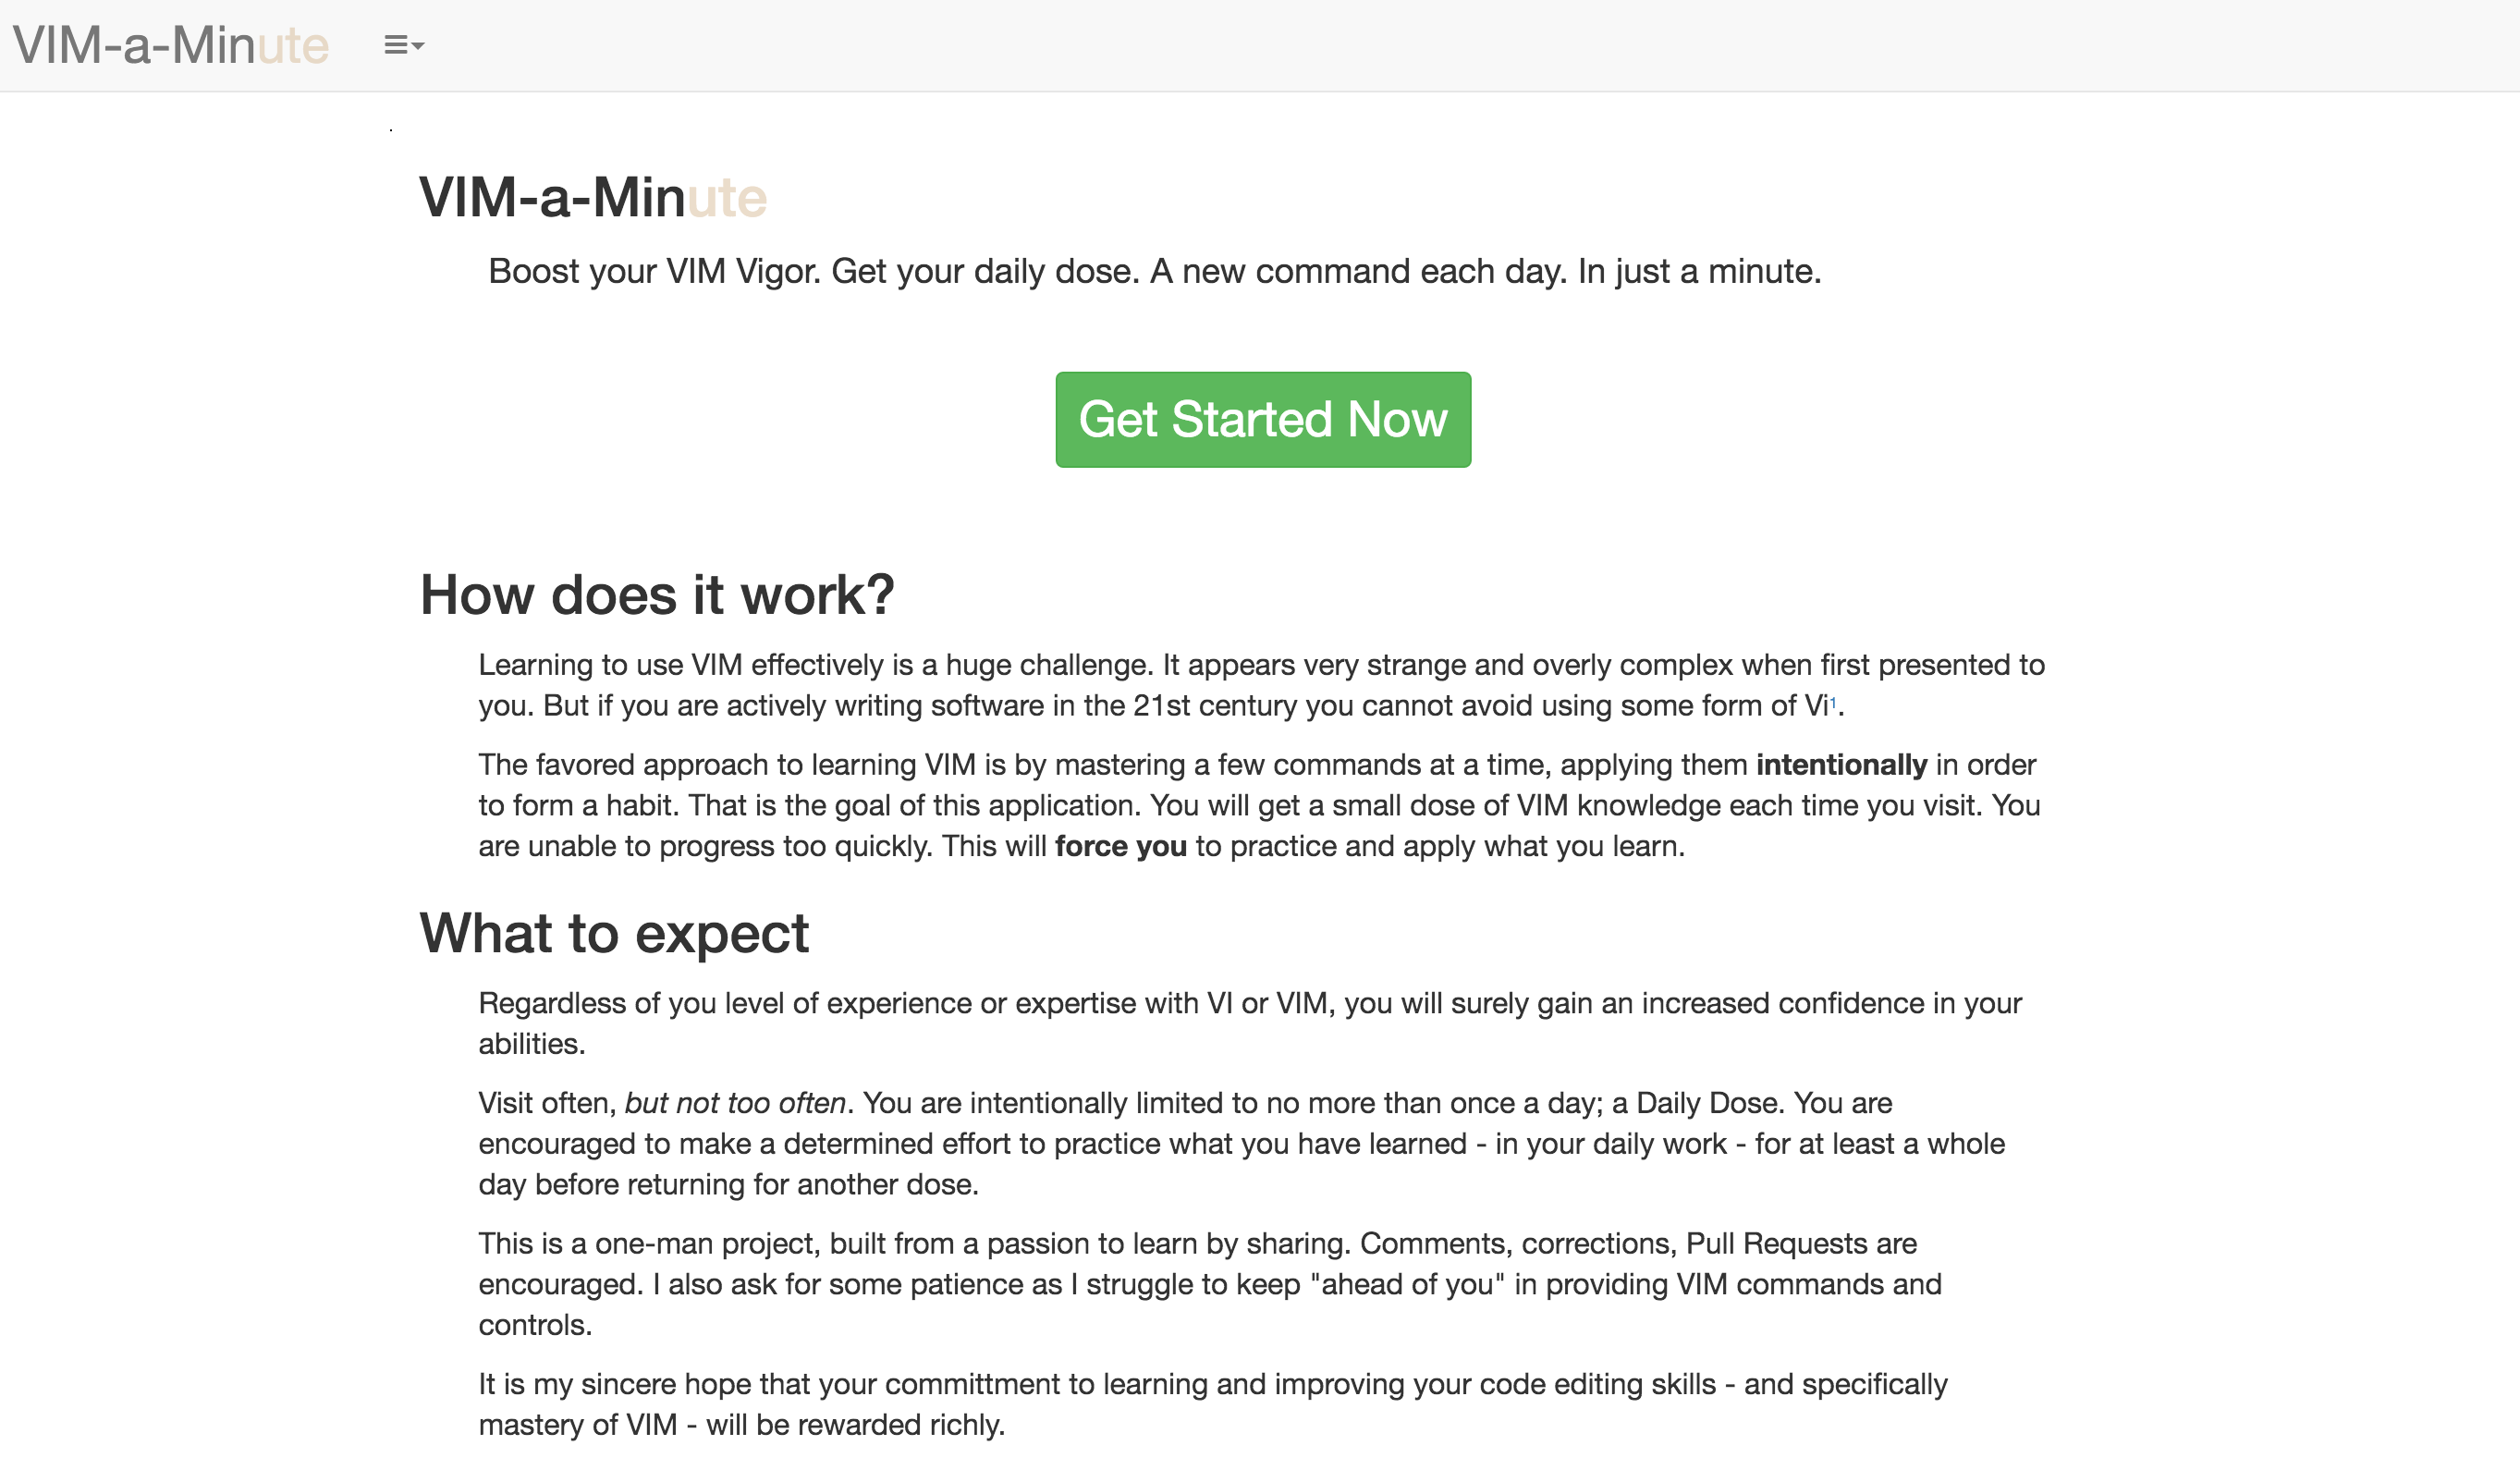 VIM-a-Minute
.
VIM-a-Minute
Boost your VIM Vigor. Get your daily dose. A new command each day. In just a minute.
Get Started Now
How does it work?
Learning to use VIM effectively is a huge challenge. It appears very strange and overly complex when first presented to
you. But if you are actively writing software in the 21st century you cannot avoid using some form of Vi¹.
The favored approach to learning VIM is by mastering a few commands at a time, applying them intentionally in order
to form a habit. That is the goal of this application. You will get a small dose of VIM knowledge each time you visit. You
are unable to progress too quickly. This will force you to practice and apply what you learn.
What to expect
Regardless of you level of experience or expertise with VI or VIM, you will surely gain an increased confidence in your
abilities.
Visit often, but not too often. You are intentionally limited to no more than once a day; a Daily Dose. You are
encouraged to make a determined effort to practice what you have learned - in your daily work - for at least a whole
day before returning for another dose.
This is a one-man project, built from a passion to learn by sharing. Comments, corrections, Pull Requests are
encouraged. I also ask for some patience as I struggle to keep "ahead of you" in providing VIM commands and
controls.
It is my sincere hope that your committment to learning and improving your code editing skills - and specifically
mastery of VIM - will be rewarded richly.